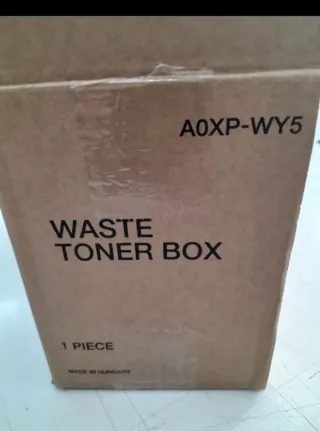 A0XP-WY5
WASTE
TONER BOX
1 PIECE
MADE IN HUNGARY